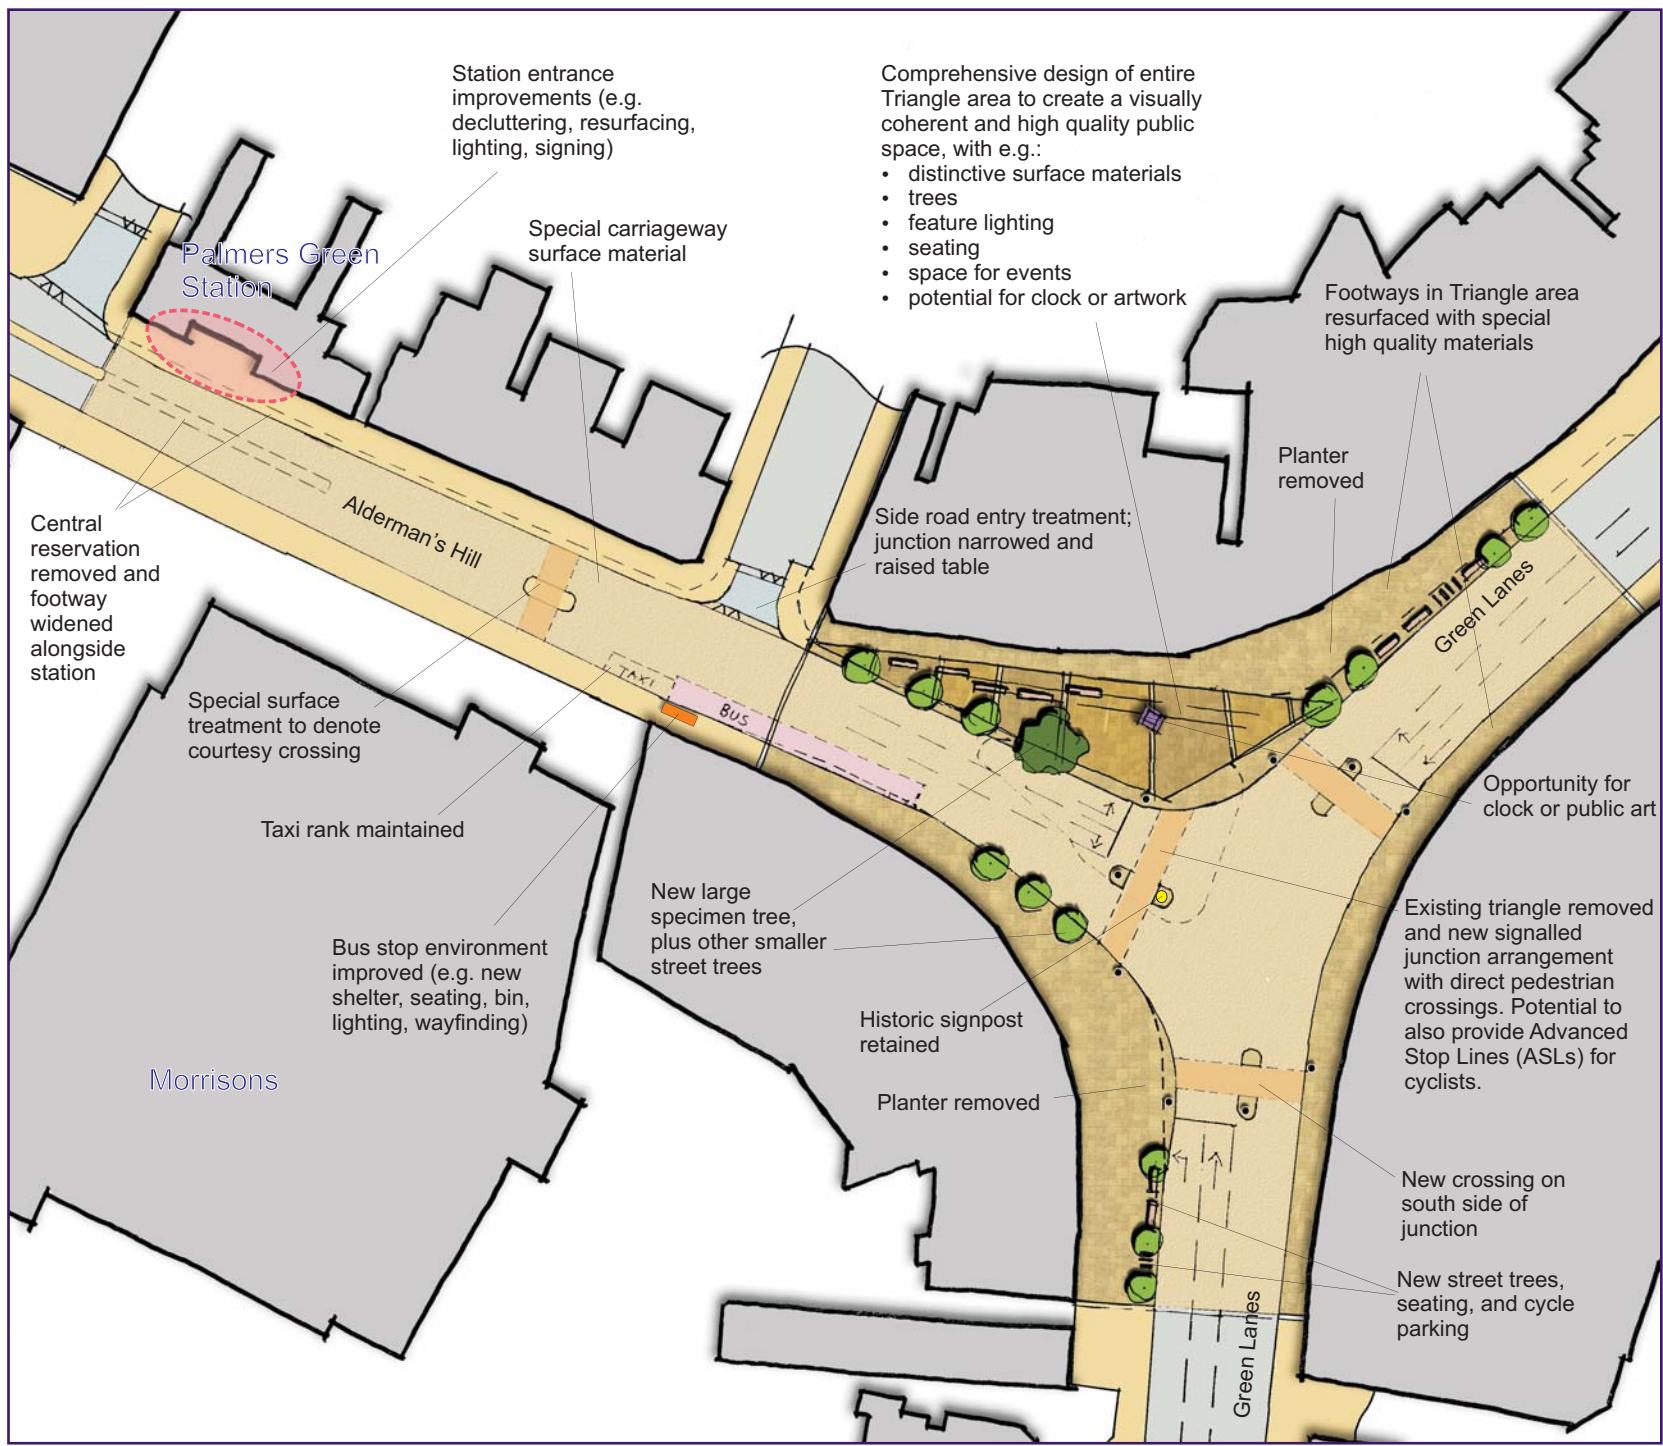 Station entrance
improvements (e.g.
decluttering, resurfacing,
lighting, signing)
Comprehensive design of entire
Triangle area to create a visually
coherent and high quality public
space, with e.g.:
• distinctive surface materials
• trees
• feature lighting
• seating
• space for events
• potential for clock or artwork
Special carriageway
surface material
Palmers Green
Station
Footways in Triangle area
resurfaced with special
high quality materials
Planter
removed
Central
reservation
removed and
footway
widened
alongside
station
Alderman's Hill
Side road entry treatment;
junction narrowed and
raised table
Green Lanes
Special surface
treatment to denote
courtesy crossing
TAXI
BUS
Taxi rank maintained
Opportunity for
clock or public art
New large
specimen tree,
plus other smaller
street trees
Existing triangle removed
and new signalled
junction arrangement
with direct pedestrian
crossings. Potential to
also provide Advanced
Stop Lines (ASLs) for
cyclists.
Bus stop environment
improved (e.g. new
shelter, seating, bin,
lighting, wayfinding)
Historic signpost
retained
Morrisons
Planter removed
New crossing on
south side of
junction
New street trees,
seating, and cycle
parking
Green Lanes